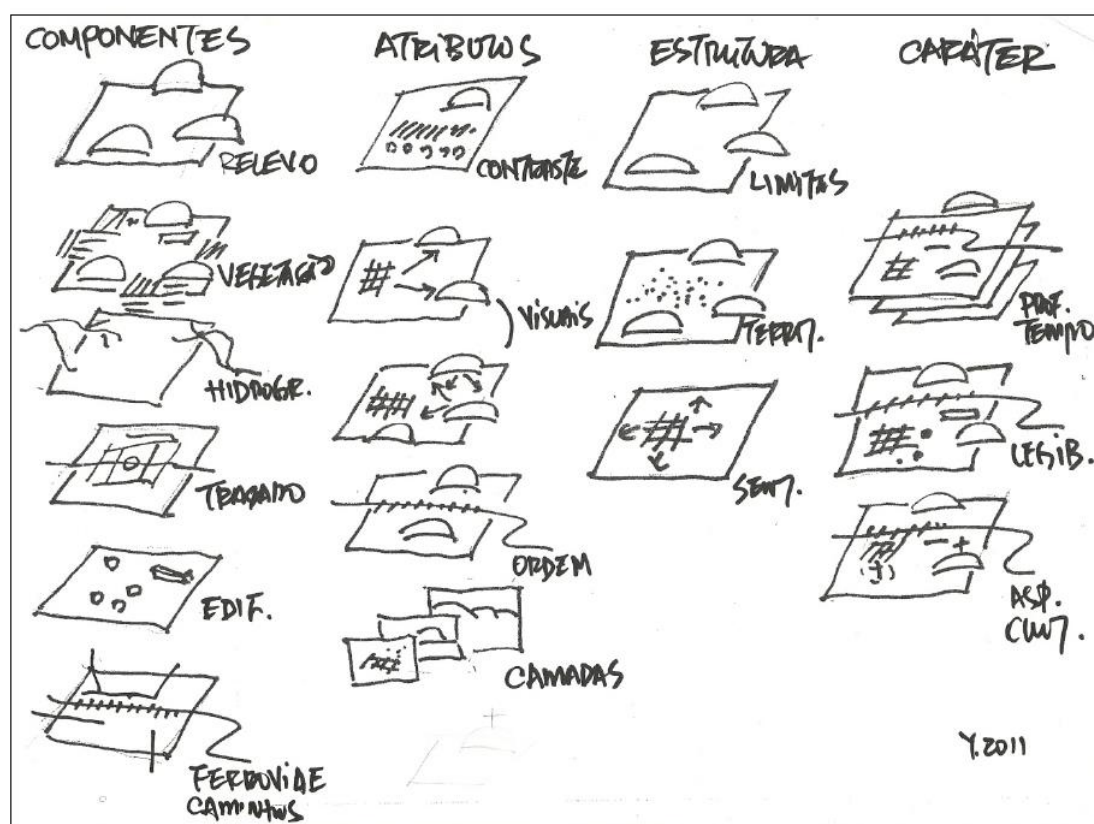 COMPONENTES
RELEVO
VEGETAÇÃO
HIDROGR.
TRAÇADO
EDIF.
FERROVIA E
CAMINHOS
ATRIBUTOS
CONTRASTE
VISUAIS
ORDEM
CAMADAS
ESTRUTURA
LIMITES
TERRIT.
SENT.
CARÁTER
PROF.
TEMPO
LEGIB.
ASP.
CULT.
Y.2011